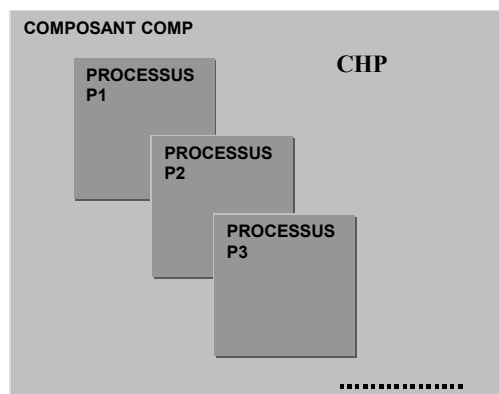 COMPOSANT COMP
CHP
PROCESSUS
P1
PROCESSUS
P2
PROCESSUS
P3